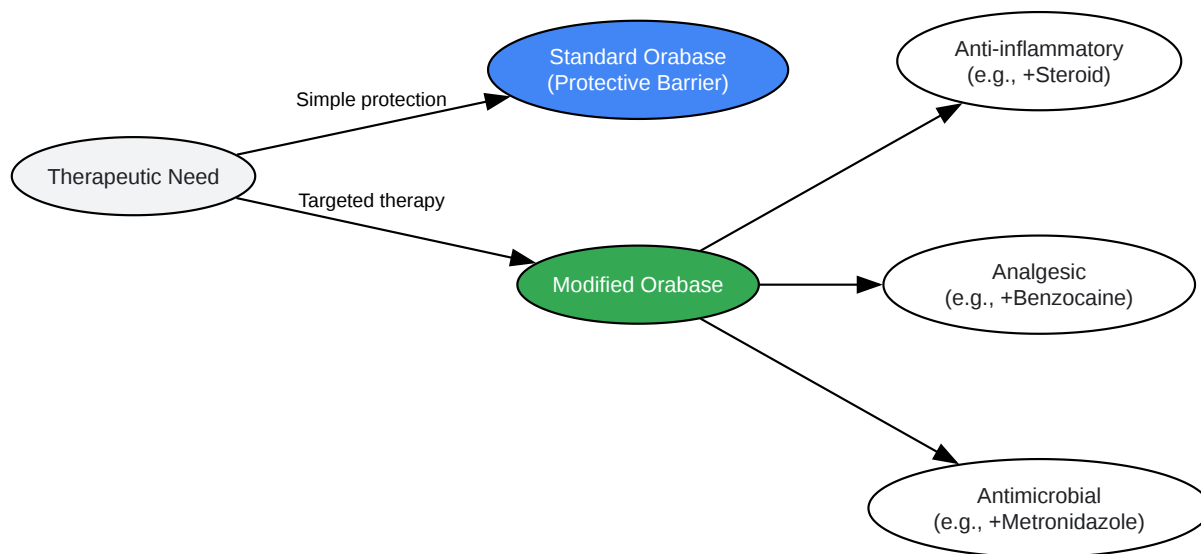 Standard Orabase
(Protective Barrier)
Anti-inflammatory
(e.g., +Steroid)
Simple protection
Therapeutic Need
Targeted therapy
Modified Orabase
Analgesic
(e.g., +Benzocaine)
Antimicrobial
(e.g., +Metronidazole)